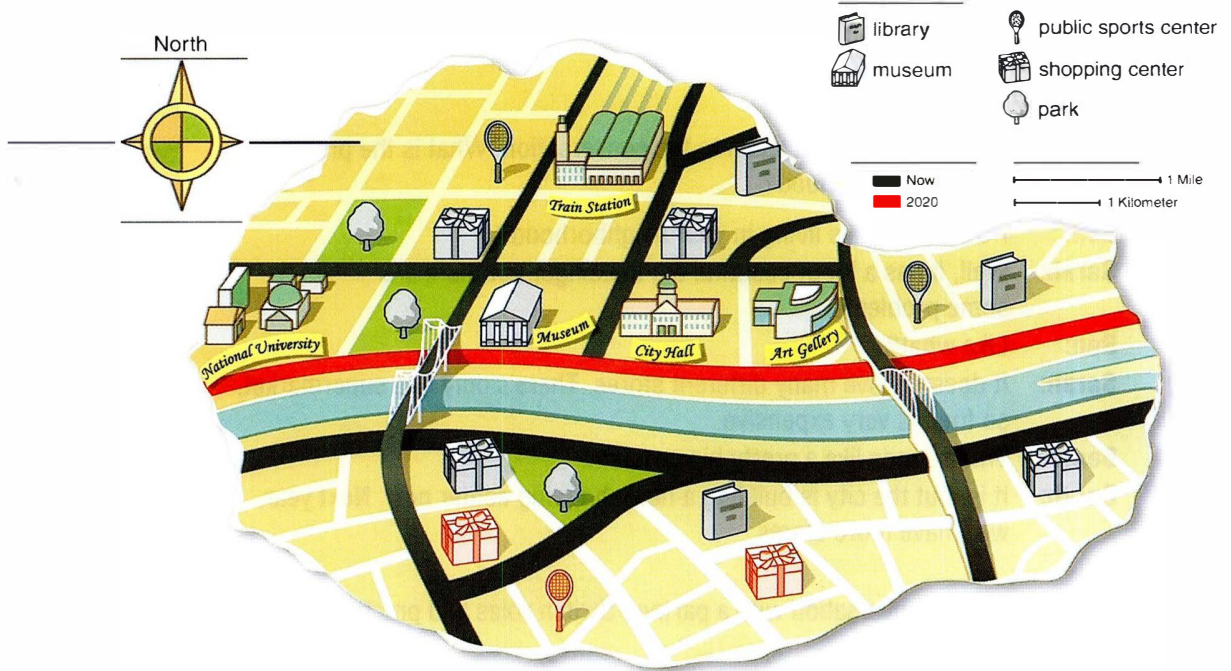 North
library
museum
public sports center
shopping center
park
Now
2020
1 Mile
1 Kilometer
Train Station
National University
Museum
City Hall
Art Gellery